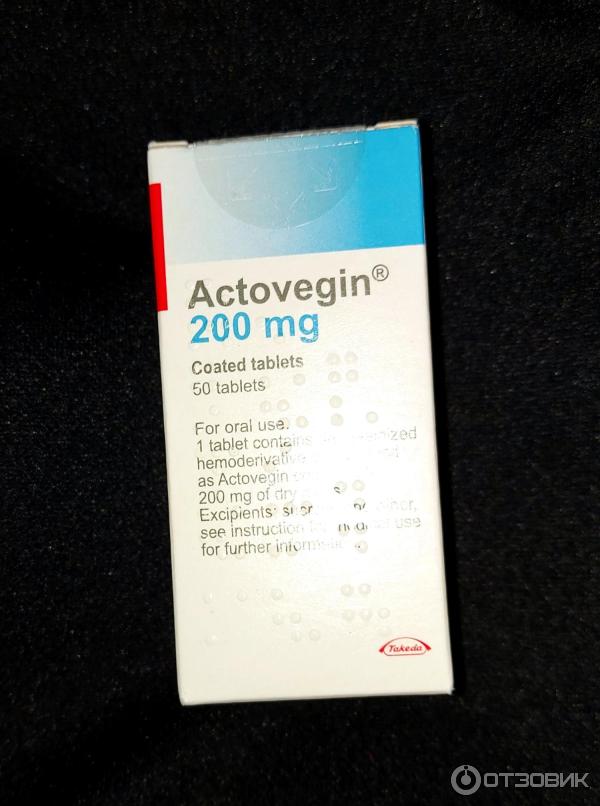 Actovegin®
200 mg
Coated tablets
50 tablets
For oral use.
1 tablet contains
hemoderivative
as Actovegin
200 mg of dry
Excipients:
see instruction use
for further
Takeda
ОТЗОВИК